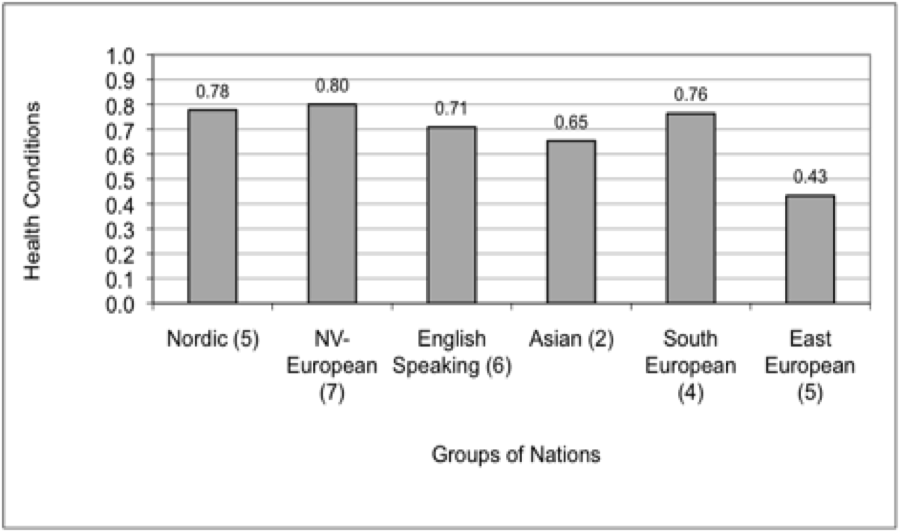 Health Conditions
1.0
0.9
0.8
0.7
0.6
0.5
0.4
0.3
0.2
0.1
0.0
0.78
0.80
0.71
0.65
0.76
0.43
Nordic (5)
NV-
European
(7)
English
Speaking (6)
Asian (2)
South
European
(4)
East
European
(5)
Groups of Nations